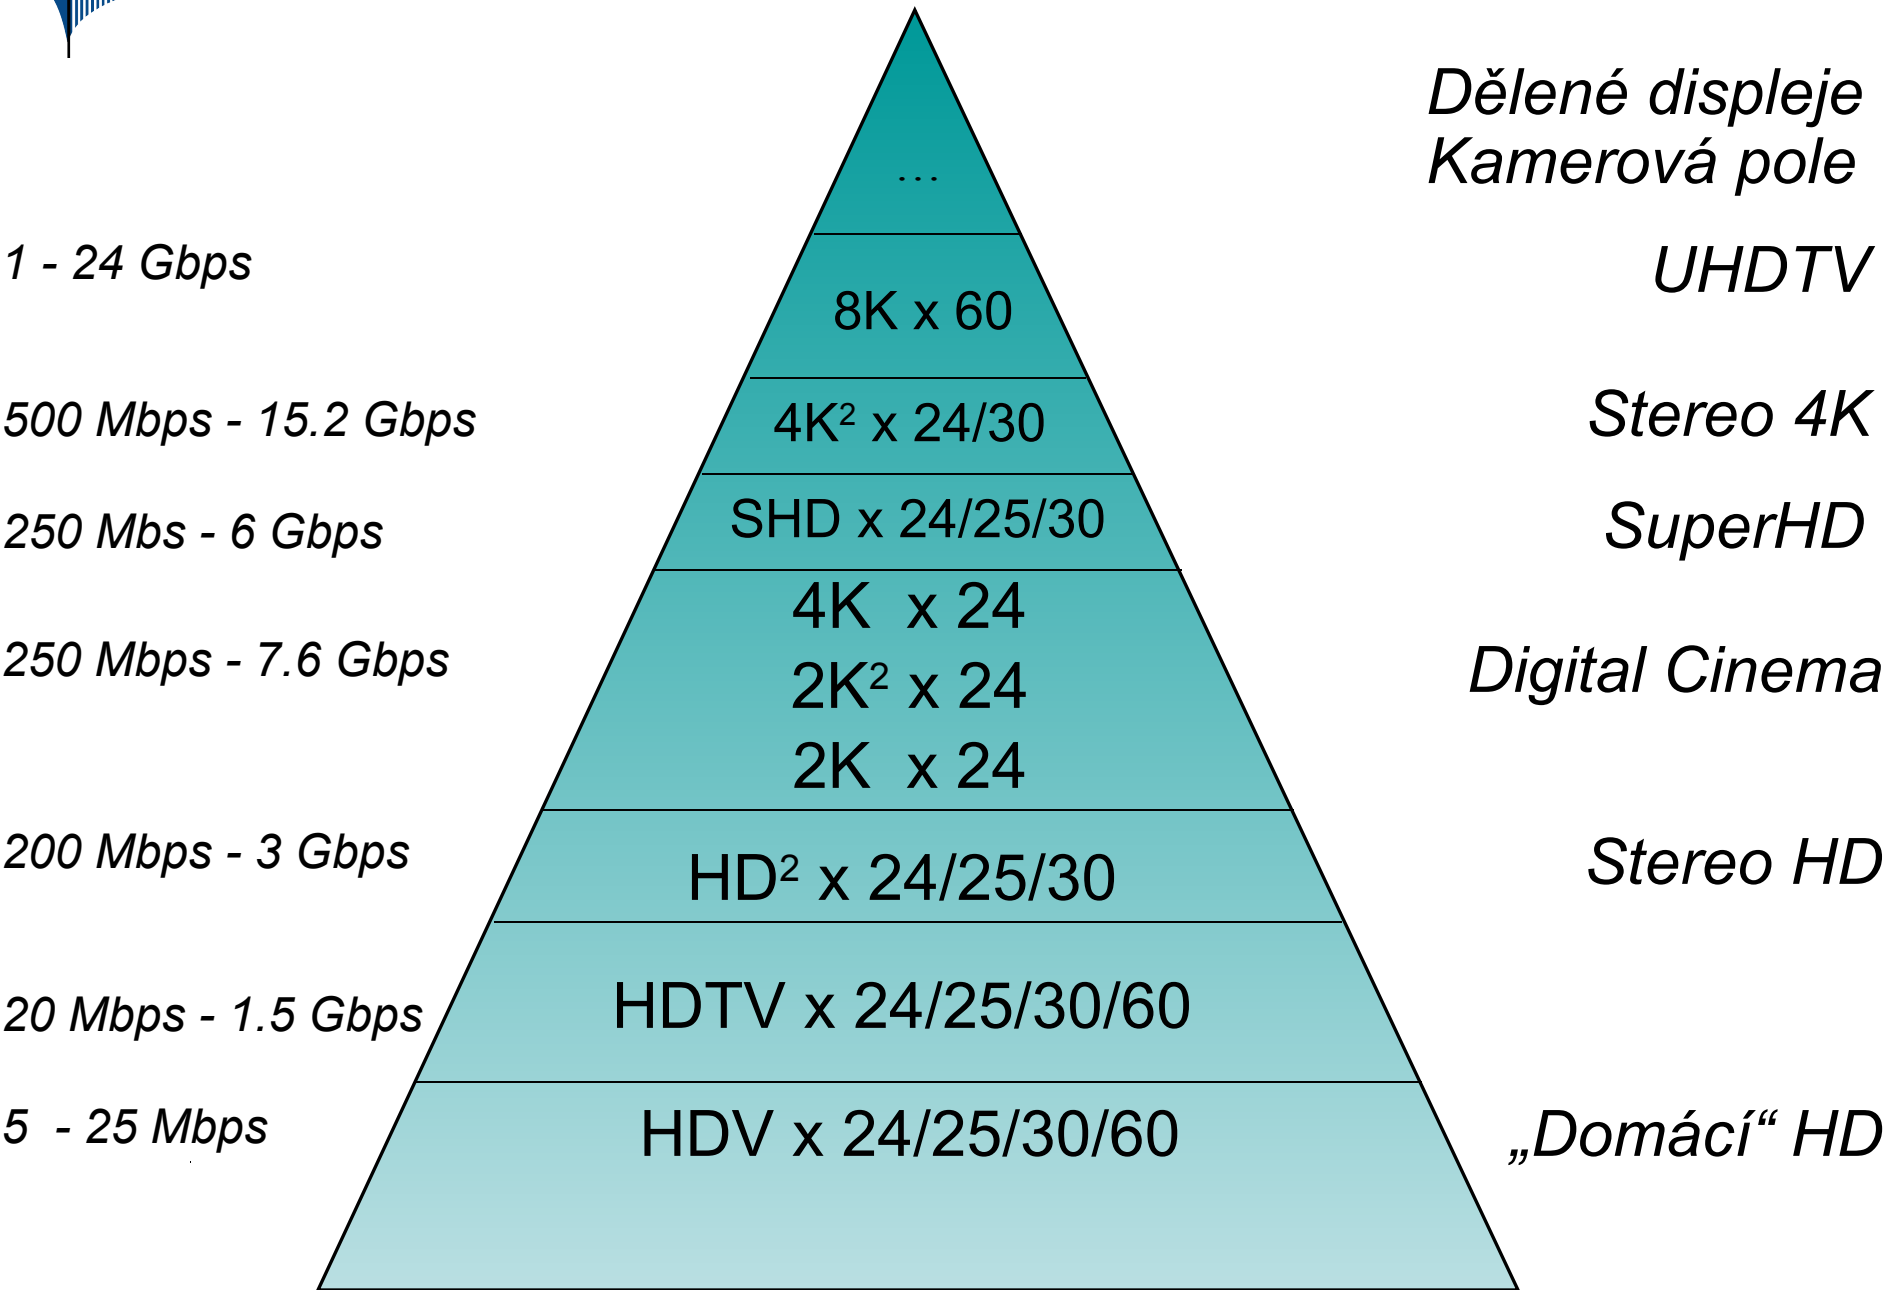 Dělené displeje
Kamerová pole
...
1 - 24 Gbps
8K x 60
UHDTV
500 Mbps - 15.2 Gbps
4K² x 24/30
Stereo 4K
250 Mbs - 6 Gbps
SHD x 24/25/30
SuperHD
250 Mbps - 7.6 Gbps
4K x 24
2K² x 24
2K x 24
Digital Cinema
200 Mbps - 3 Gbps
HD² x 24/25/30
Stereo HD
20 Mbps - 1.5 Gbps
HDTV x 24/25/30/60
5 - 25 Mbps
HDV x 24/25/30/60
„Domácí“ HD